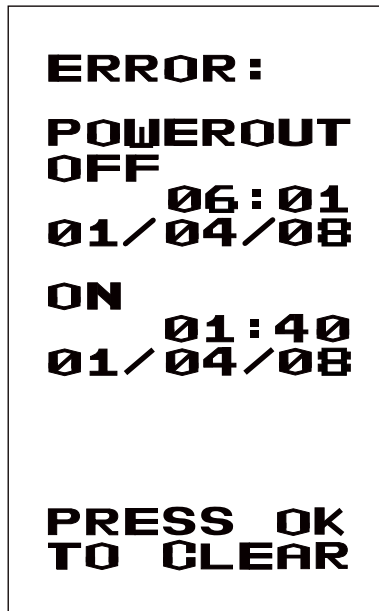 ERROR:
POWEROUT
OFF
06:01
01/04/08
ON
01:40
01/04/08
PRESS OK
TO CLEAR